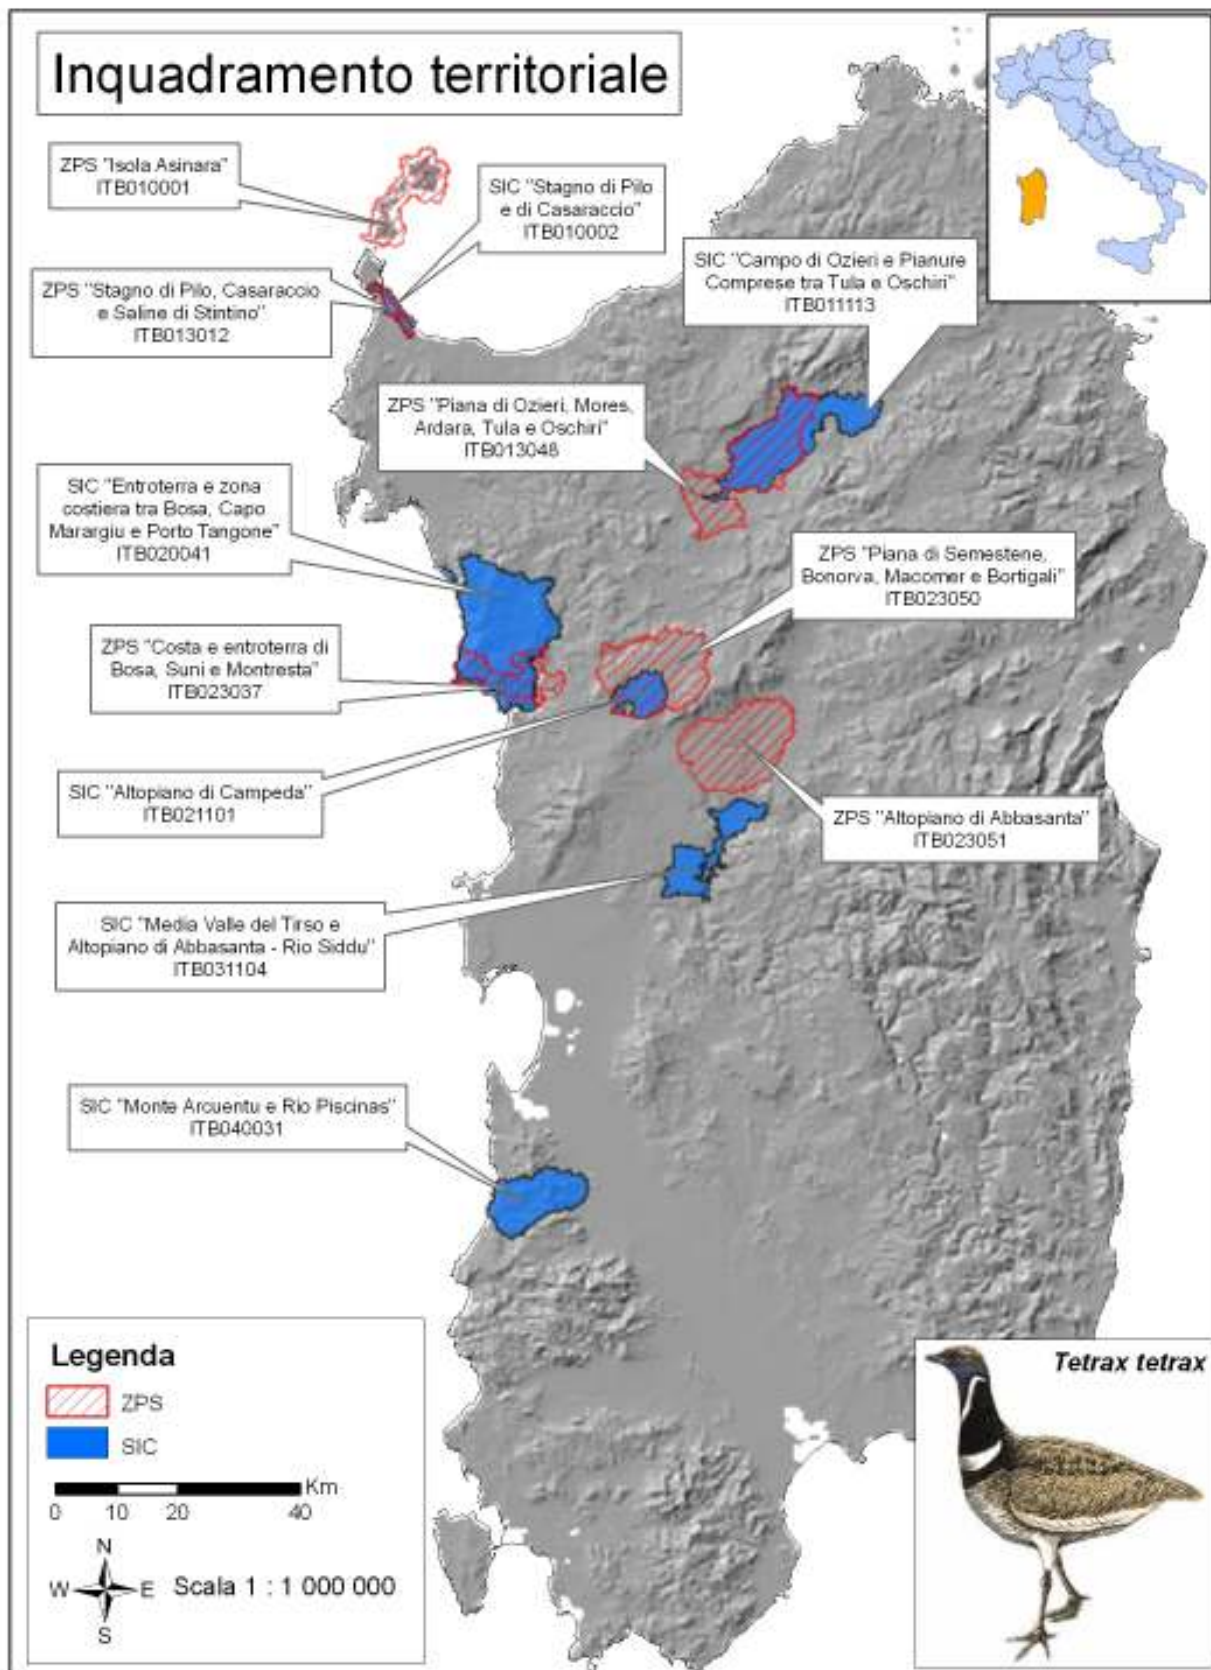 Inquadramento territoriale
ZPS "Isola Asinara"
ITB010001
SIC "Stagno di Pilo
e di Casaraccio"
ITB010002
SIC "Campo di Ozieri e Pianure
Comprese tra Tula e Oschiri"
ITB011113
ZPS "Stagno di Pilo, Casaraccio
e Saline di Stintino"
ITB013012
ZPS "Piana di Ozieri, Mores,
Ardara, Tula e Oschiri"
ITB013048
SIC "Entroterra e zona
costiera tra Bosa, Capo
Marargiu e Porto Tangone"
ITB020041
ZPS "Piana di Semestene,
Bonorva, Macomer e Bortigali"
ITB023050
ZPS "Costa e entroterra di
Bosa, Suni e Montresta"
ITB023037
SIC "Altopiano di Campeda"
ITB021101
ZPS "Altopiano di Abbasanta"
ITB023051
SIC "Media Valle del Tirso e
Altopiano di Abbasanta - Rio Siddu"
ITB031104
SIC "Monte Arcuentu e Rio Piscinas"
ITB040031
Legenda
ZPS
SIC
Km
0 10 20 40
N
W E
S
Scala 1 : 1 000 000
Tetrax tetrax